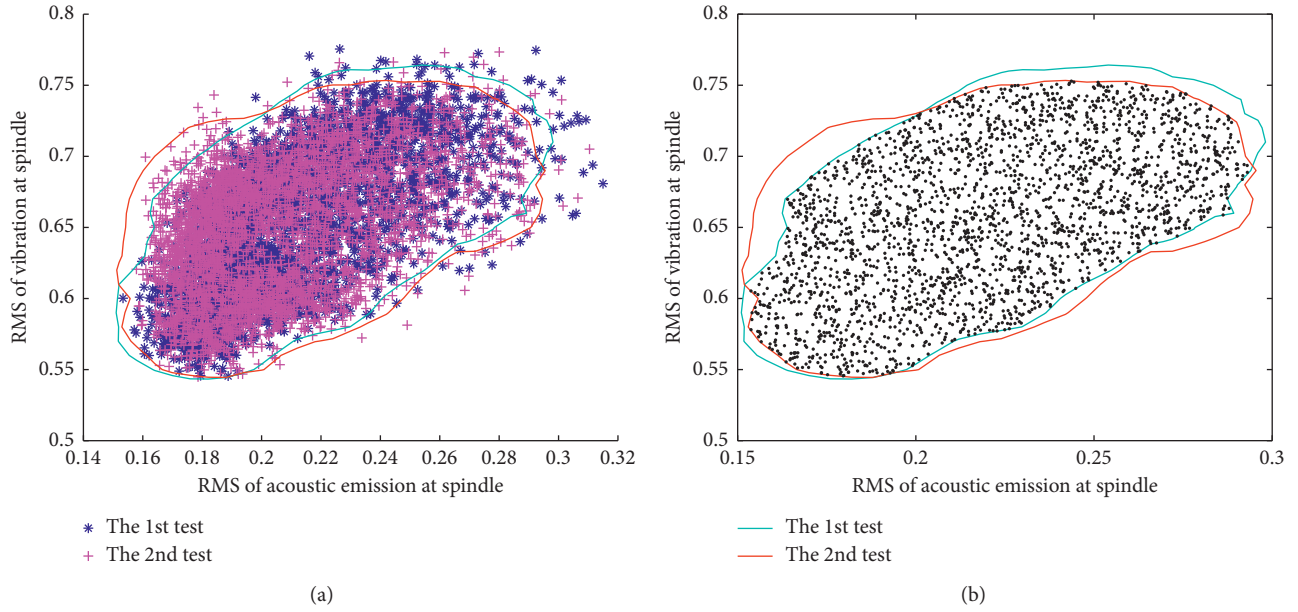 0.8
0.75
0.7
0.65
0.6
0.55
0.5
RMS of vibration at spindle
0.14
0.16
0.18
0.2
0.22
0.24
0.26
0.28
0.3
0.32
RMS of acoustic emission at spindle
The 1st test
The 2nd test
(a)
0.8
0.75
0.7
0.65
0.6
0.55
0.5
RMS of vibration at spindle
0.15
0.2
0.25
0.3
RMS of acoustic emission at spindle
The 1st test
The 2nd test
(b)